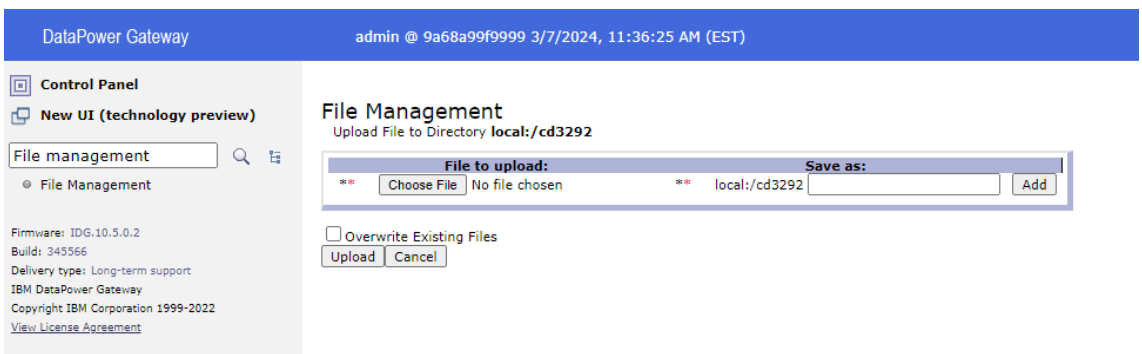 DataPower Gateway
admin @ 9a68a99f9999 3/7/2024, 11:36:25 AM (EST)
Control Panel
New UI (technology preview)
File management
File Management
Firmware: IDG.10.5.0.2
Build: 345566
Delivery type: Long-term support
IBM DataPower Gateway
Copyright IBM Corporation 1999-2022
View License Agreement
File Management
Upload File to Directory local:/cd3292
File to upload: Save as:
** Choose File No file chosen ** local:/cd3292 Add
Overwrite Existing Files
Upload Cancel